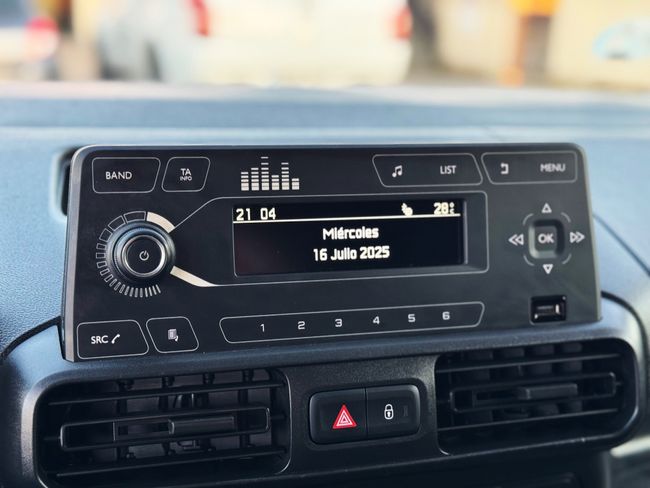 BAND
TA
INFO
LIST
MENU
21 04
28°C
Miércoles
16 Julio 2025
OK
SRC
1 2 3 4 5 6